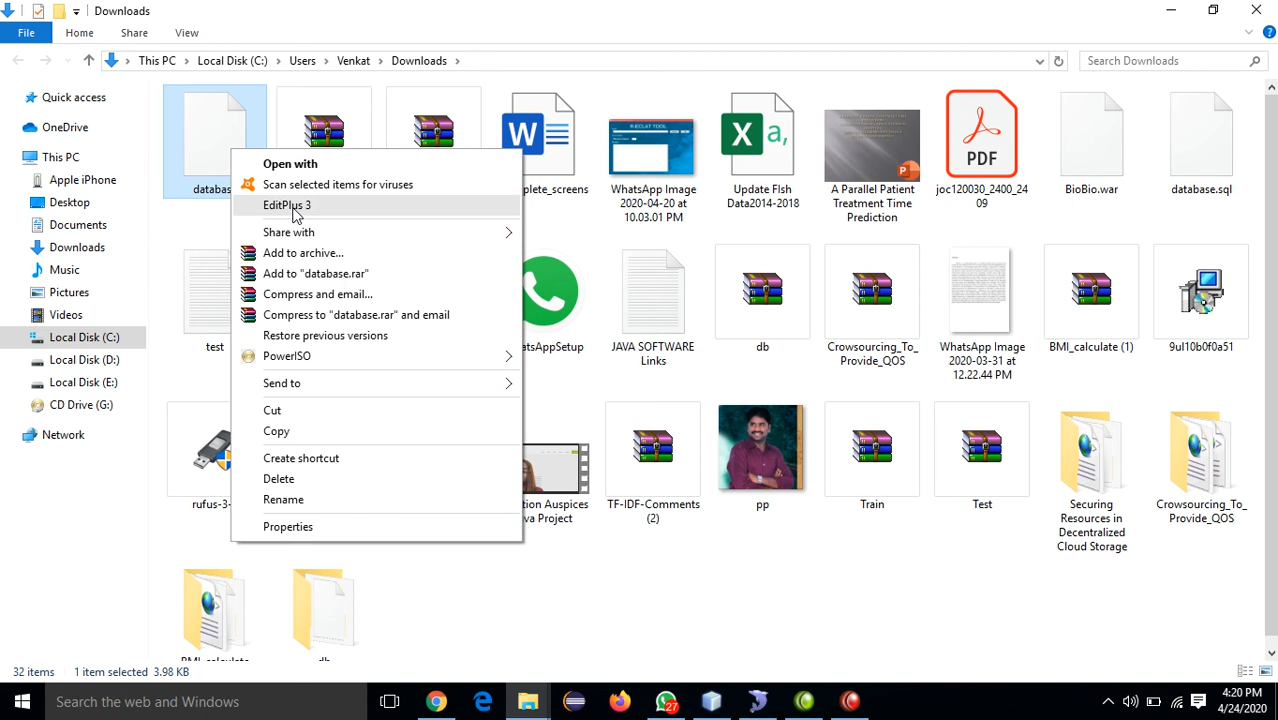 Downloads
File
Home
Share
View
This PC
Local Disk (C:)
Users
Venkat
Downloads
Search Downloads
Quick access
OneDrive
This PC
Apple iPhone
Desktop
Documents
Downloads
Music
Pictures
Videos
Local Disk (C:)
Local Disk (D:)
Local Disk (E:)
CD Drive (G:)
Network
Open with
Scan selected items for viruses
EditPlus 3
Share with
Add to archive...
Add to "database.rar"
Compress and email...
Compress to "database.rar" and email
Restore previous versions
PowerISO
Send to
Cut
Copy
Create shortcut
Delete
Rename
Properties
WhatsApp Image
2020-04-20 at
10.03.01 PM
Update FIsh
Data2014-2018
A Parallel Patient
Treatment Time
Prediction
PDF
joc120030_2400_24
09
BioBio.war
database.sql
test
JAVA SOFTWARE
Links
db
Crowsourcing_To_
Provide_QOS
WhatsApp Image
2020-03-31 at
12.22.44 PM
BMI_calculate (1)
9ul10b0f0a51
rufus-3-
tion Auspices
va Project
TF-IDF-Comments
(2)
pp
Train
Test
Securing
Resources in
Decentralized
Cloud Storage
Crowsourcing_To_
Provide_QOS
BMI_calculate
db
32 items
1 item selected 3.98 KB
Search the web and Windows
27
4:20 PM
4/24/2020